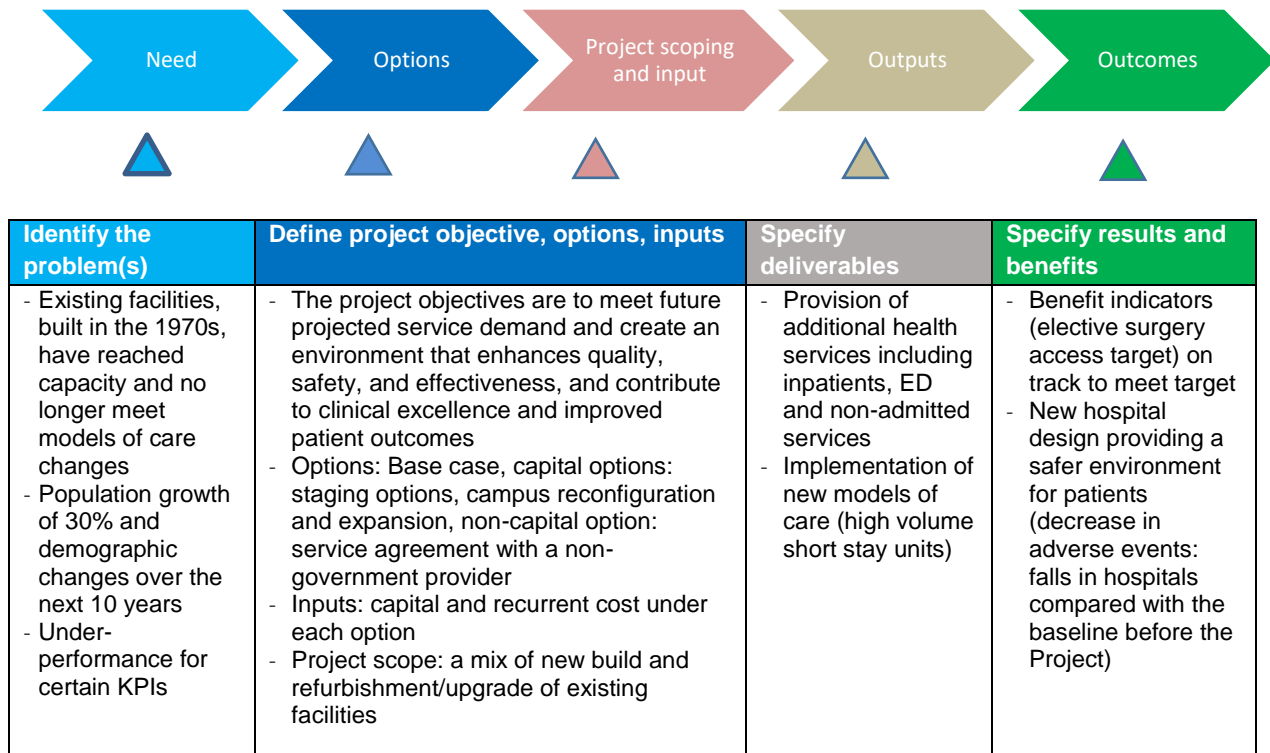 Need
Options
Project scoping
and input
Outputs
Outcomes
Identify the
problem(s)
Define project objective, options, inputs
Specify
deliverables
Specify results and
benefits
- Existing facilities,
built in the 1970s,
have reached
capacity and no
longer meet
models of care
changes
- Population growth
of 30% and
demographic
changes over the
next 10 years
- Under-
performance for
certain KPIs
- The project objectives are to meet future
projected service demand and create an
environment that enhances quality,
safety, and effectiveness, and contribute
to clinical excellence and improved
patient outcomes
- Options: Base case, capital options:
staging options, campus reconfiguration
and expansion, non-capital option:
service agreement with a non-
government provider
- Inputs: capital and recurrent cost under
each option
- Project scope: a mix of new build and
refurbishment/upgrade of existing
facilities
- Provision of
additional health
services including
inpatients, ED
and non-admitted
services
- Implementation of
new models of
care (high volume
short stay units)
- Benefit indicators
(elective surgery
access target) on
track to meet target
- New hospital
design providing a
safer environment
for patients
(decrease in
adverse events:
falls in hospitals
compared with the
baseline before the
Project)